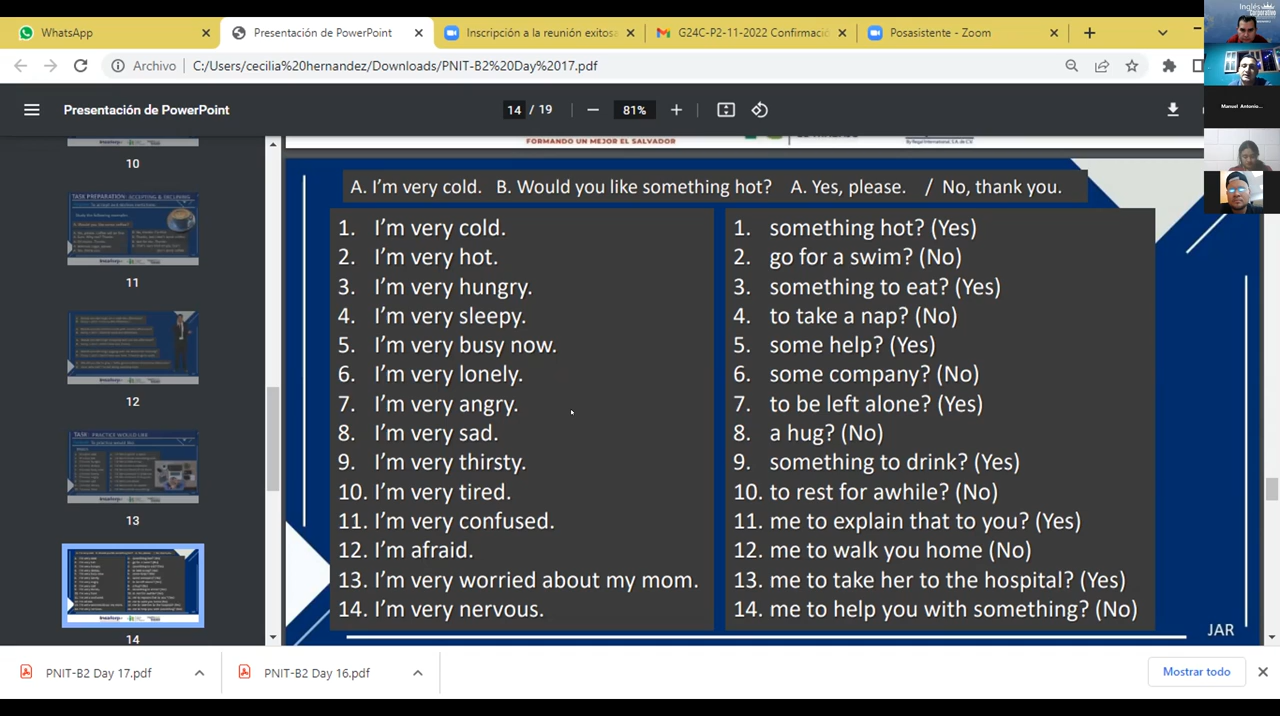 WhatsApp
Presentación de PowerPoint
Inscripción a la reunión exitosa
G24C-P2-11-2022 Confirmació
Posasistente - Zoom
Archivo
C:/Users/cecilia%20hernandez/Downloads/PNIT-B2%20Day%2017.pdf
Presentación de PowerPoint
14 / 19
81%
Inglés
corporativo
Manuel Antonio...
FORMANDO UN MEJOR EL SALVADOR
10
11
12
13
14
A. I'm very cold. B. Would you like something hot? A. Yes, please. / No, thank you.
1. I'm very cold.
2. I'm very hot.
3. I'm very hungry.
4. I'm very sleepy.
5. I'm very busy now.
6. I'm very lonely.
7. I'm very angry.
8. I'm very sad.
9. I'm very thirsty.
10. I'm very tired.
11. I'm very confused.
12. I'm afraid.
13. I'm very worried about my mom.
14. I'm very nervous.
1. something hot? (Yes)
2. go for a swim? (No)
3. something to eat? (Yes)
4. to take a nap? (No)
5. some help? (Yes)
6. some company? (No)
7. to be left alone? (Yes)
8. a hug? (No)
9. something to drink? (Yes)
10. to rest for awhile? (No)
11. me to explain that to you? (Yes)
12. me to walk you home (No)
13. me to take her to the hospital? (Yes)
14. me to help you with something? (No)
JAR
PNIT-B2 Day 17.pdf
PNIT-B2 Day 16.pdf
Mostrar todo